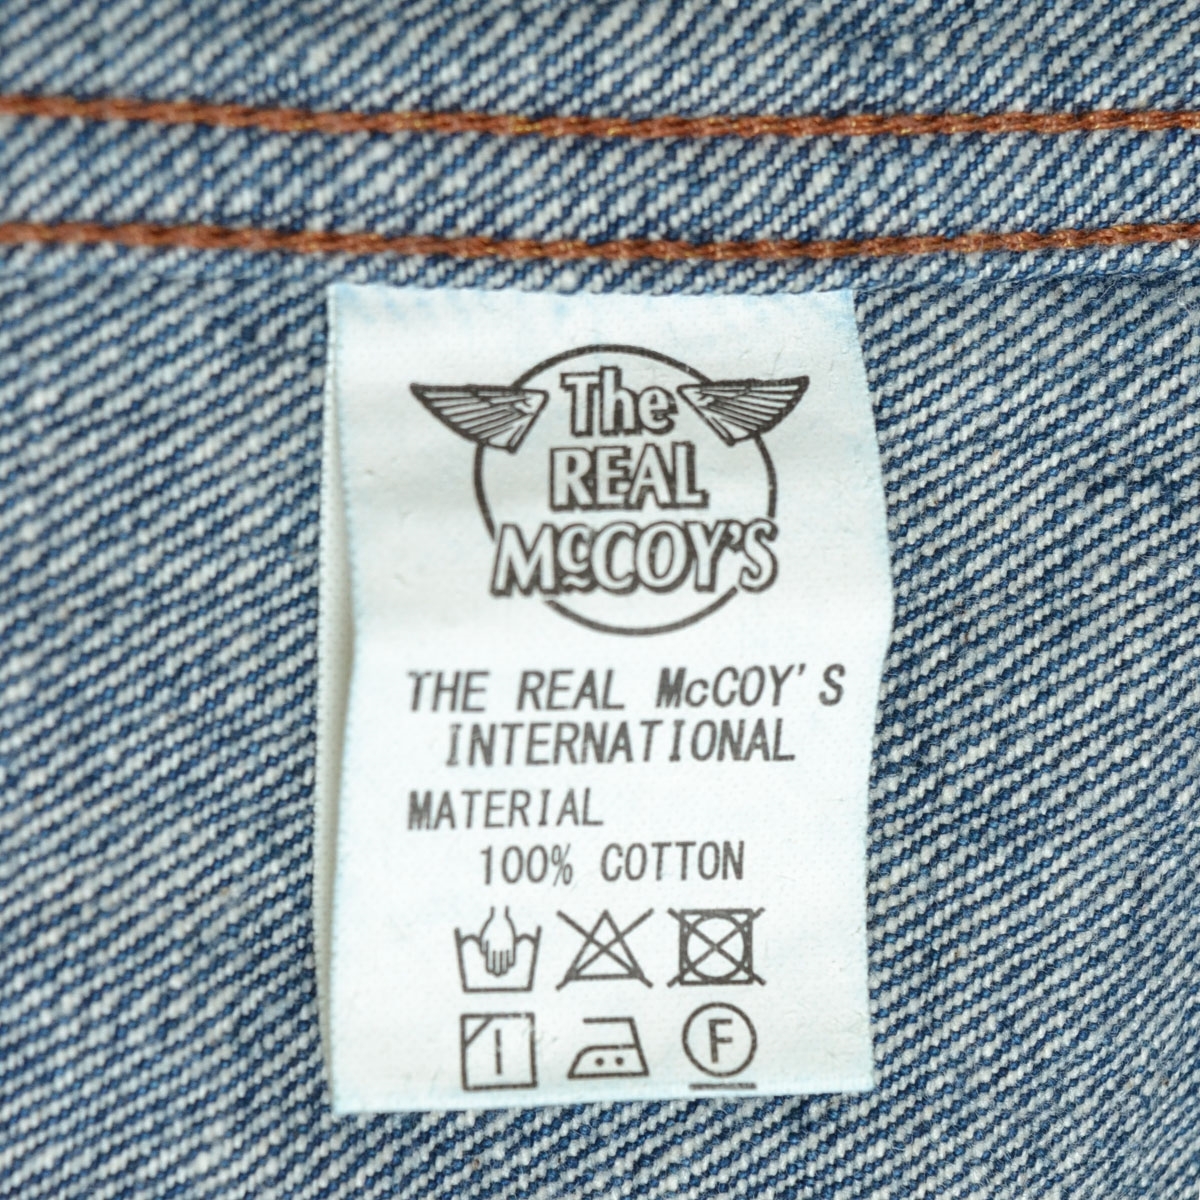 The
REAL
McCOY'S
THE REAL McCOY'S
INTERNATIONAL
MATERIAL
100% COTTON
F